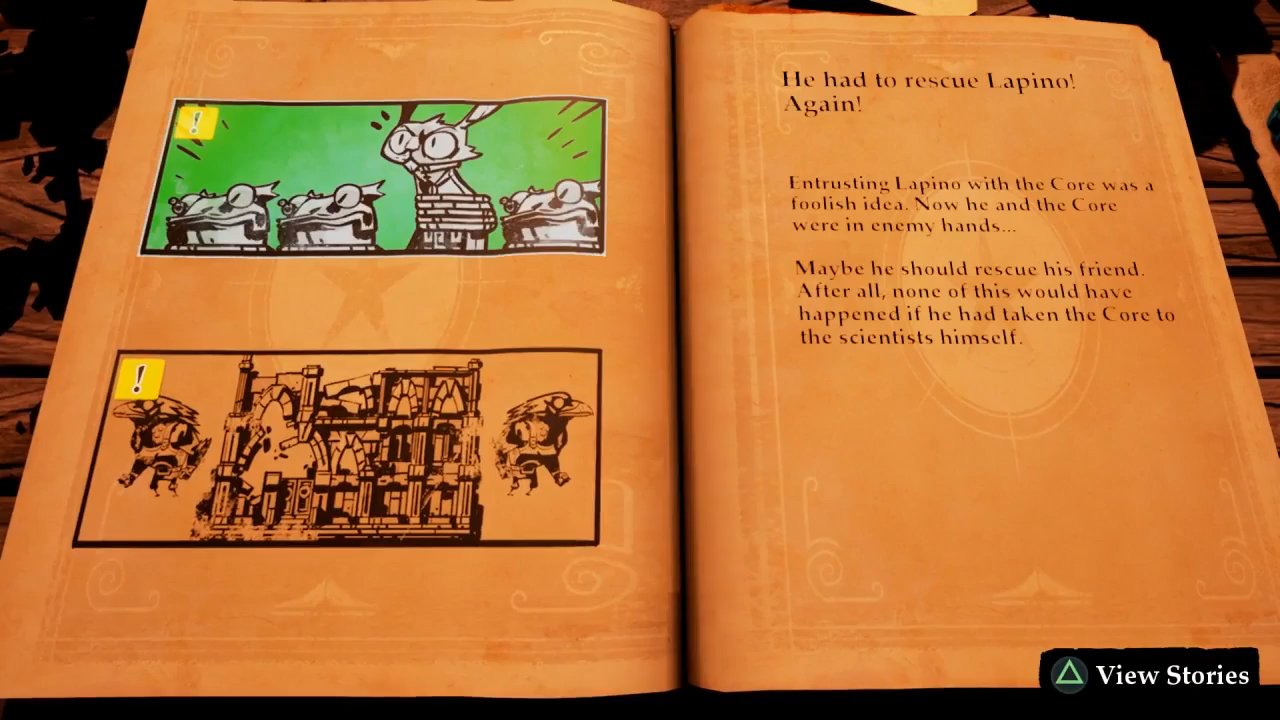 !
!
He had to rescue Lapino!
Again!
Entrusting Lapino with the Core was a
foolish idea. Now he and the Core
were in enemy hands...
Maybe he should rescue his friend.
After all, none of this would have
happened if he had taken the Core to
the scientists himself.
View Stories